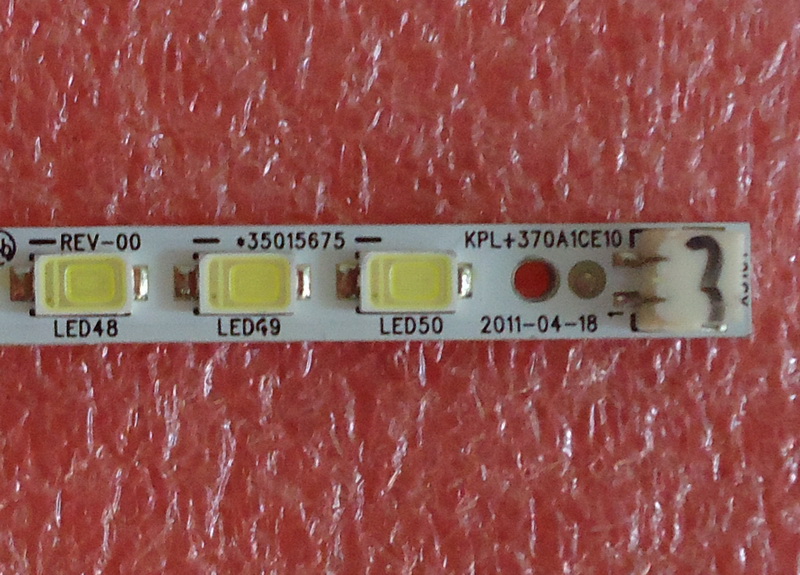 REV-00 *35015675 KPL+370A1CE10
LED48 LED49 LED50 2011-04-18
3